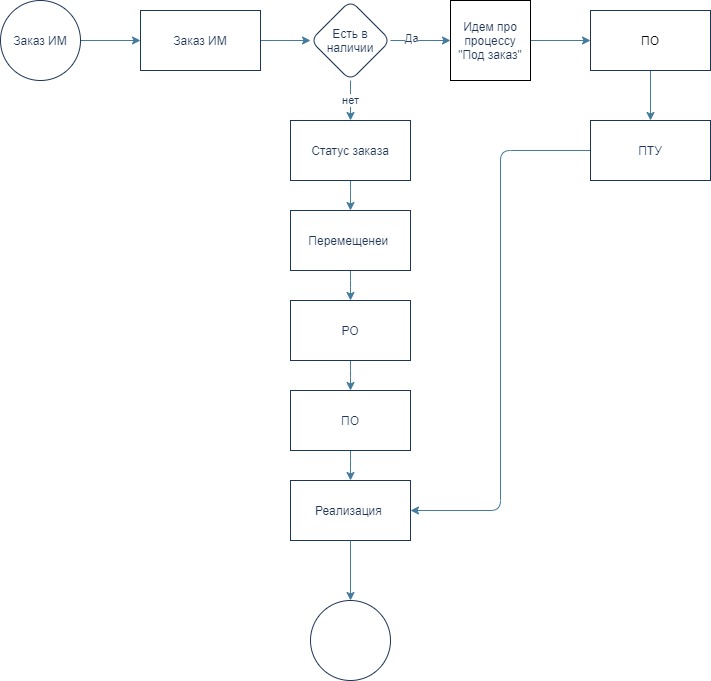 Заказ ИМ
Заказ ИМ
Есть в
наличии
Да
Идем про
процессу
"Под заказ"
ПО
нет
Статус заказа
ПТУ
Перемещенеи
РО
ПО
Реализация